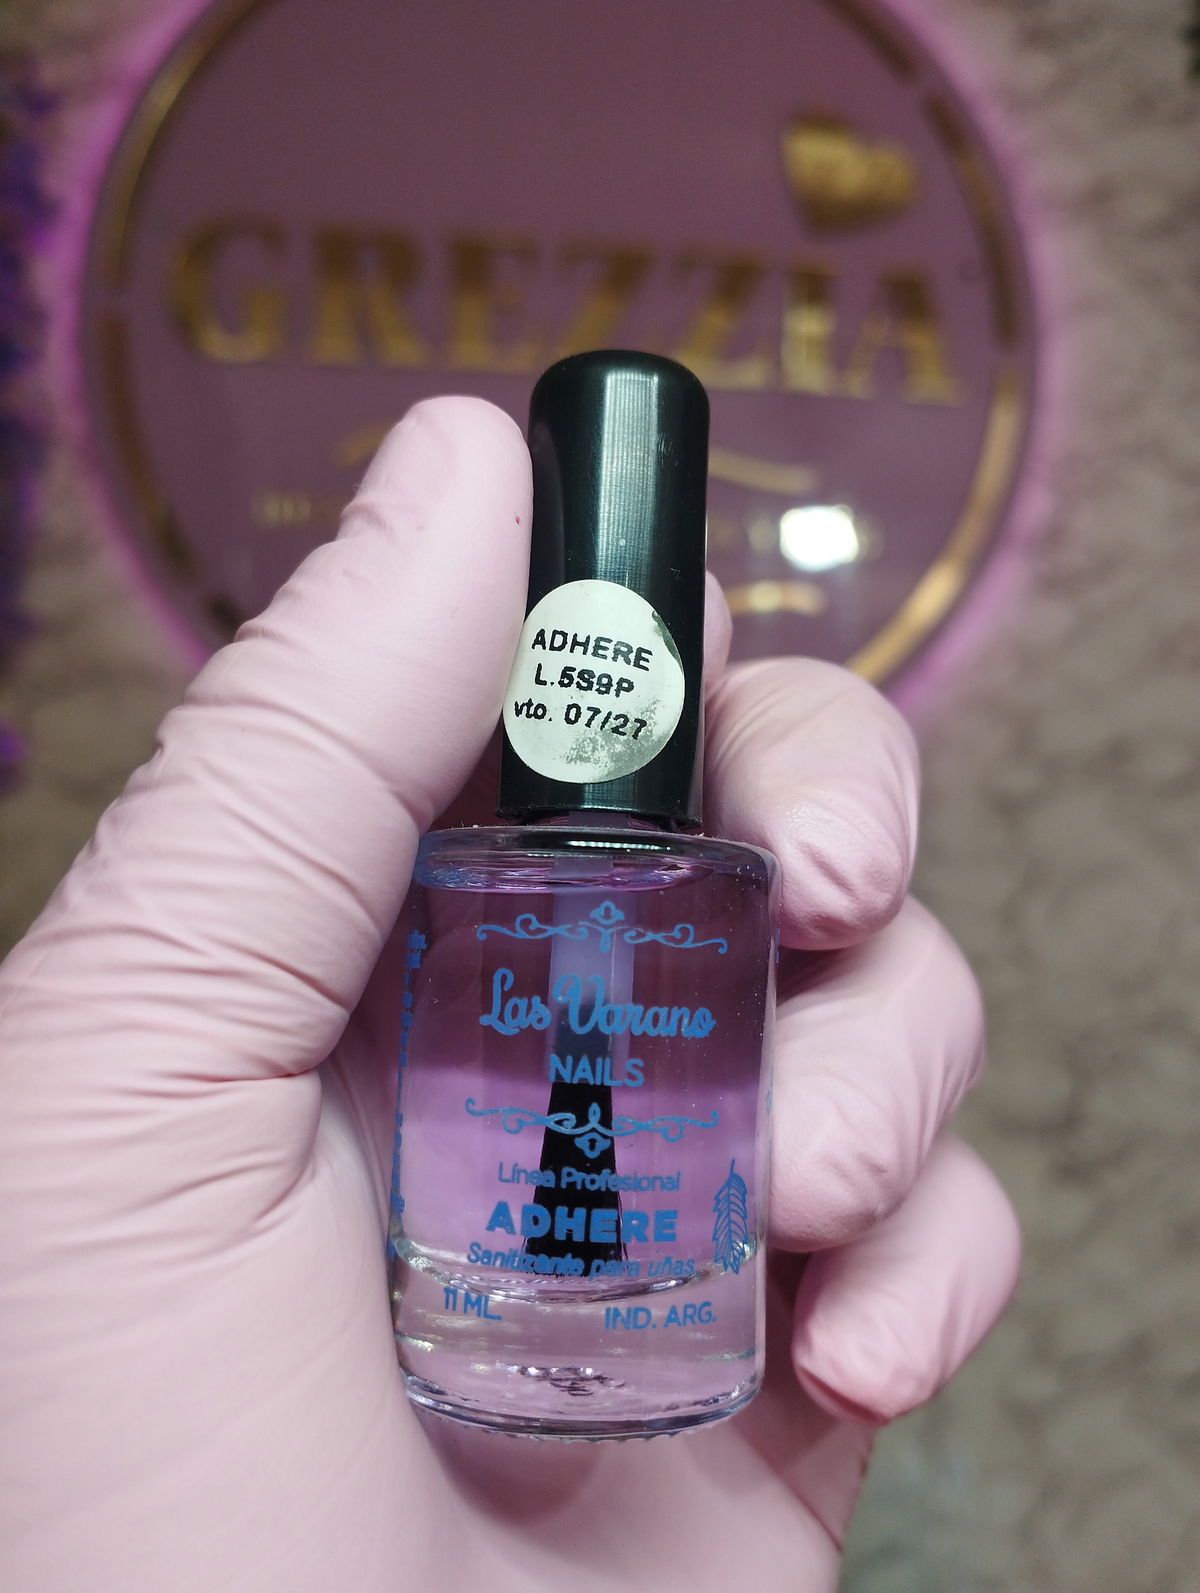 GREZZIA
ADHERE
L.5S9P
vto. 07/27
Las Varano
NAILS
Línea Profesional
ADHERE
Sanitizante para uñas
11 ML.
IND. ARG.